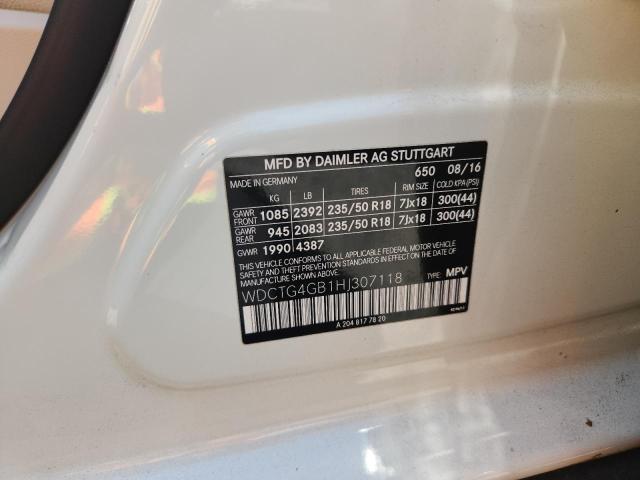 MFD BY DAIMLER AG STUTTGART
MADE IN GERMANY 650 08/16
KG LB TIRES RIM SIZE COLD KPA (PSI)
GAWR FRONT 1085 2392 235/50 R18 7Jx18 300(44)
GAWR REAR 945 2083 235/50 R18 7Jx18 300(44)
GVWR 1990 4387
THIS VEHICLE CONFORMS TO ALL APPLICABLE FEDERAL MOTOR VEHICLE
SAFETY AND THEFT PREVENTION STANDARDS IN EFFECT ON THE DATE OF
MANUFACTURE SHOWN ABOVE.
WDCTG4GB1HJ307118 TYPE: MPV
A 204 817 78 20